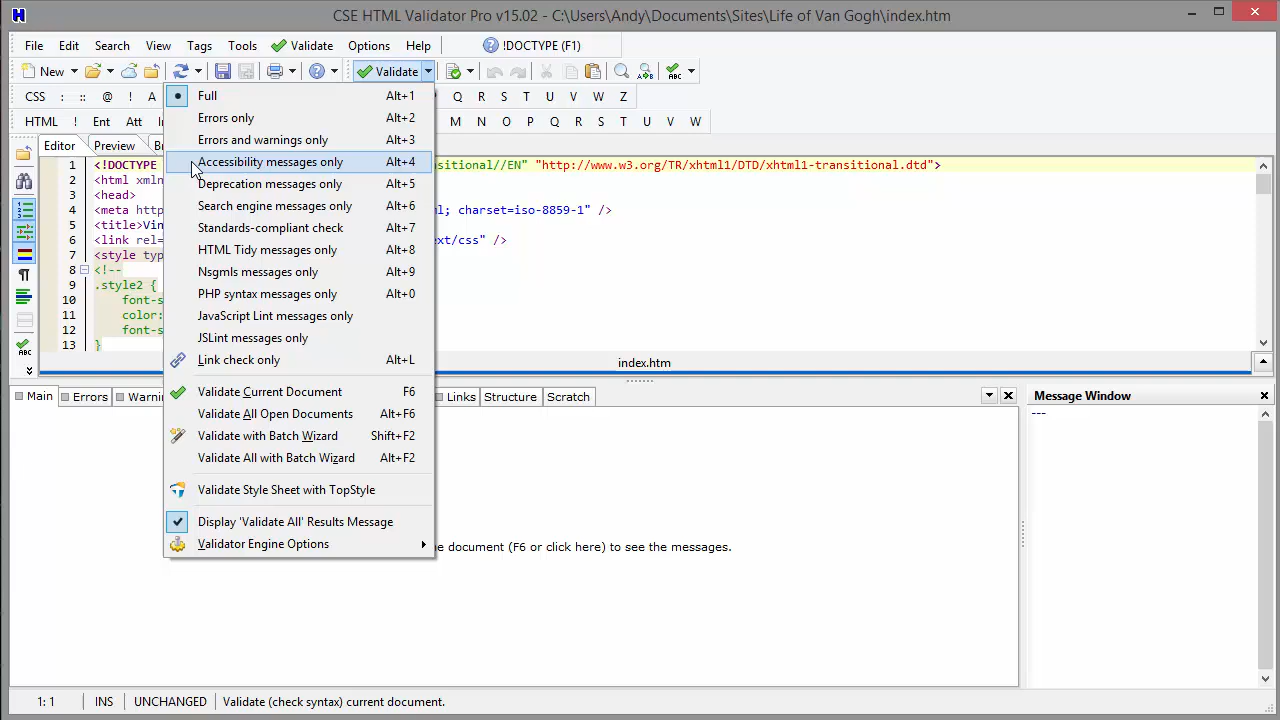 CSE HTML Validator Pro v15.02 - C:\Users\Andy\Documents\Sites\Life of Van Gogh\index.htm
File Edit Search View Tags Tools Validate Options Help !DOCTYPE (F1)
New Validate
CSS : :: @ ! A P Q R S T U V W Z
HTML ! Ent Att M N O P Q R S T U V W
Full Alt+1
Errors only Alt+2
Errors and warnings only Alt+3
Accessibility messages only Alt+4
Deprecation messages only Alt+5
Search engine messages only Alt+6
Standards-compliant check Alt+7
HTML Tidy messages only Alt+8
Nsgmls messages only Alt+9
PHP syntax messages only Alt+0
JavaScript Lint messages only
JSLint messages only
Link check only Alt+L
Validate Current Document F6
Validate All Open Documents Alt+F6
Validate with Batch Wizard Shift+F2
Validate All with Batch Wizard Alt+F2
Validate Style Sheet with TopStyle
Display 'Validate All' Results Message
Validator Engine Options
Editor Preview Br
1 <!DOCTYPE sitional//EN" "http://www.w3.org/TR/xhtml1/DTD/xhtml1-transitional.dtd">
2 <html xmln
3 <head>
4 <meta http ml; charset=iso-8859-1" />
5 <title>Vin
6 <link rel= ext/css" />
7 <style typ
8 <!--
9 .style2 {
10 font-s
11 color:
12 font-s
13 }
index.htm
Main Errors Warnin Links Structure Scratch
Message Window
---
e document (F6 or click here) to see the messages.
1: 1 INS UNCHANGED Validate (check syntax) current document.